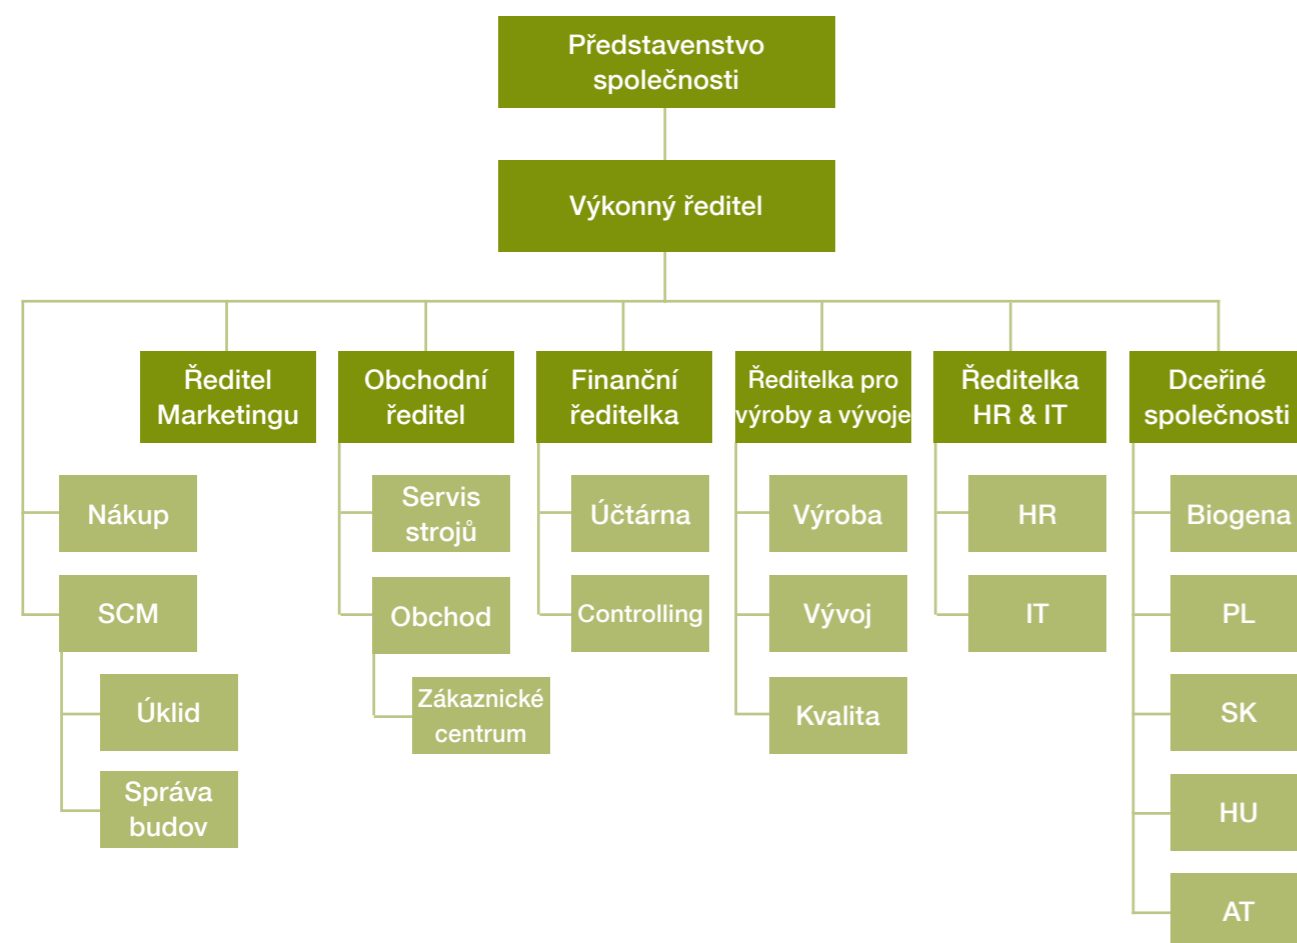 Představenstvo
společnosti
Výkonný ředitel
Ředitel
Marketingu
Obchodní
ředitel
Finanční
ředitelka
Ředitelka pro
výroby a vývoje
Ředitelka
HR & IT
Dceřiné
společnosti
Nákup
SCM
Úklid
Správa
budov
Servis
strojů
Obchod
Zákaznické
centrum
Účtárna
Controlling
Výroba
Vývoj
Kvalita
HR
IT
Biogena
PL
SK
HU
AT